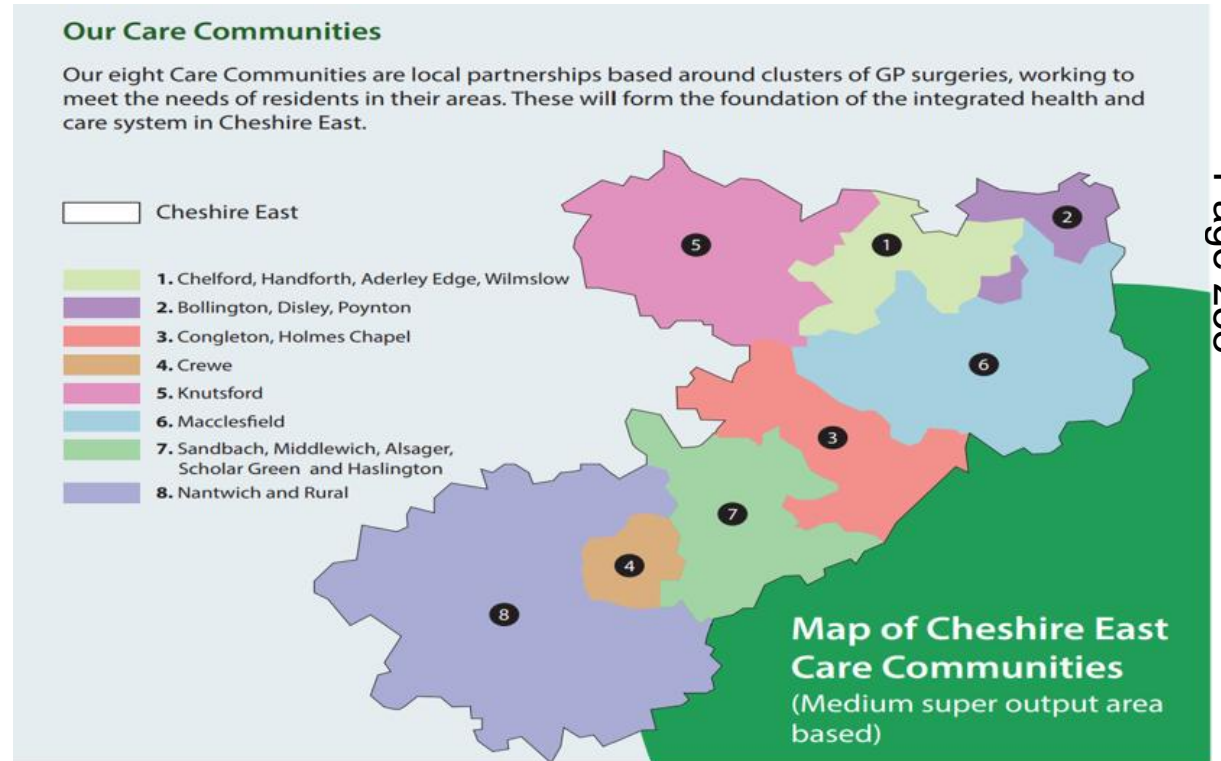 Our Care Communities
Our eight Care Communities are local partnerships based around clusters of GP surgeries, working to
meet the needs of residents in their areas. These will form the foundation of the integrated health and
care system in Cheshire East.
Cheshire East
1. Chelford, Handforth, Aderley Edge, Wilmslow
2. Bollington, Disley, Poynton
3. Congleton, Holmes Chapel
4. Crewe
5. Knutsford
6. Macclesfield
7. Sandbach, Middlewich, Alsager,
Scholar Green and Haslington
8. Nantwich and Rural
2
5
1
6
3
7
4
8
Map of Cheshire East
Care Communities
(Medium super output area
based)